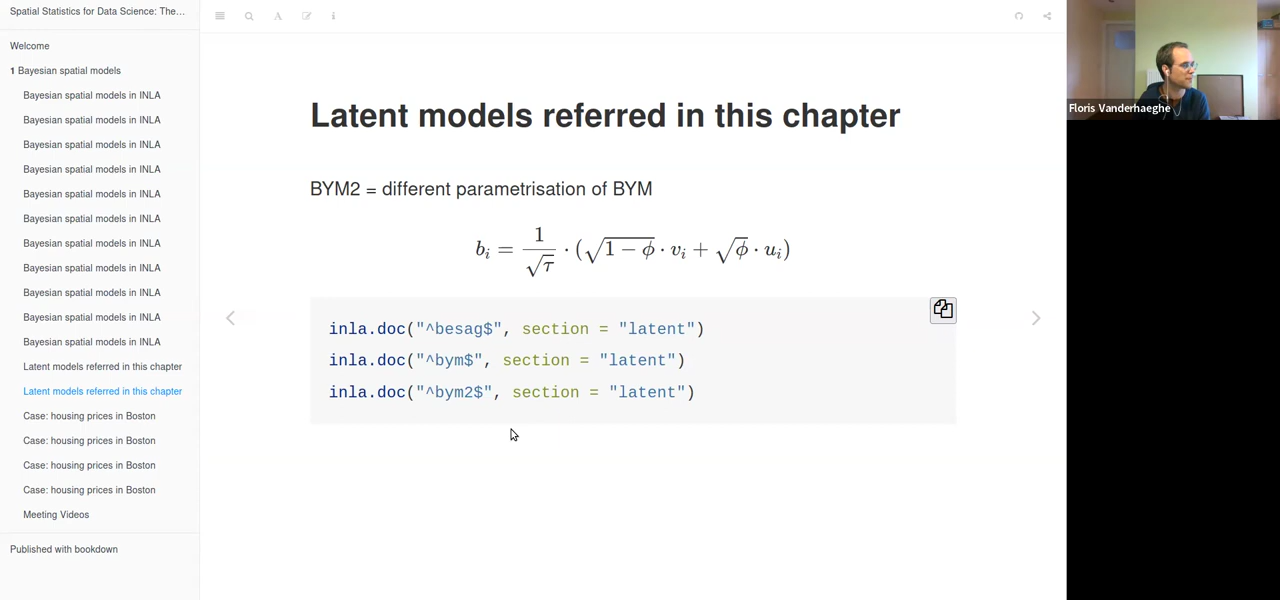 Spatial Statistics for Data Science: The...
Welcome
1 Bayesian spatial models
Bayesian spatial models in INLA
Bayesian spatial models in INLA
Bayesian spatial models in INLA
Bayesian spatial models in INLA
Bayesian spatial models in INLA
Bayesian spatial models in INLA
Bayesian spatial models in INLA
Bayesian spatial models in INLA
Bayesian spatial models in INLA
Bayesian spatial models in INLA
Bayesian spatial models in INLA
Latent models referred in this chapter
Latent models referred in this chapter
Case: housing prices in Boston
Case: housing prices in Boston
Case: housing prices in Boston
Case: housing prices in Boston
Meeting Videos
Published with bookdown
Latent models referred in this chapter
BYM2 = different parametrisation of BYM
b_i = 1/√τ · (√(1 − ϕ) · v_i + √ϕ · u_i)
inla.doc("^besag$", section = "latent")
inla.doc("^bym$", section = "latent")
inla.doc("^bym2$", section = "latent")
Floris Vanderhaeghe